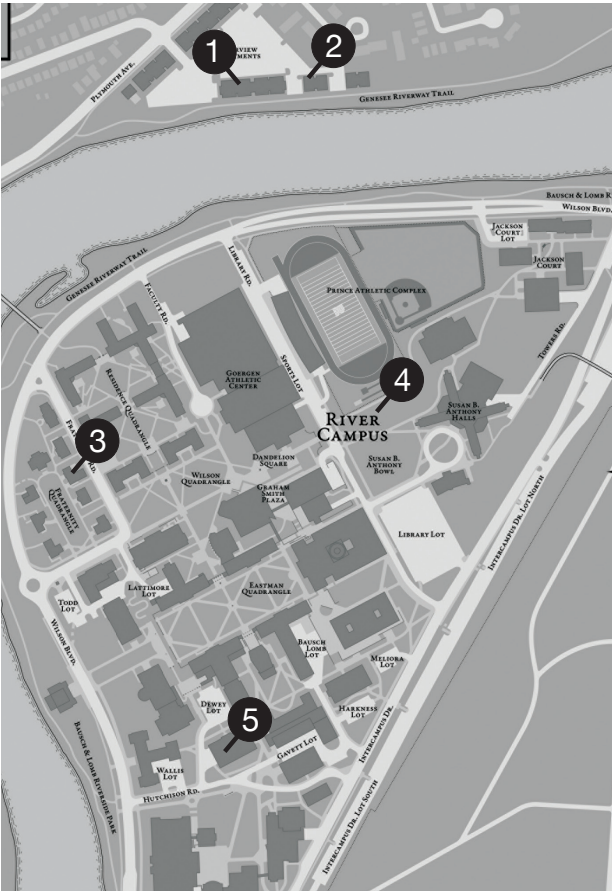 1
2
VIEW
MENTS
PLYMOUTH AVE.
GENESEE RIVERWAY TRAIL
BAUSCH & LOMB R
WILSON BLVD.
JACKSON
COURT
LOT
JACKSON
COURT
GENESEE RIVERWAY TRAIL
LIBRARY RD.
FACULTY RD.
PRINCE ATHLETIC COMPLEX
TOWERS RD.
RESIDENCE QUADRANGLE
GOERGEN
ATHLETIC
CENTER
SPORTS LOT
4
SUSAN B.
ANTHONY
HALLS
RIVER
CAMPUS
3
FRA
RD.
FRATERNITY
QUADRANGLE
WILSON
QUADRANGLE
DANDELION
SQUARE
SUSAN B.
ANTHONY
BOWL
GRAHAM
SMITH
PLAZA
INTERCAMPUS DR. LOT NORTH
LIBRARY LOT
LATTIMORE
LOT
EASTMAN
QUADRANGLE
TODD
LOT
WILSON BLVD.
BAUSCH
LOMB
LOT
MELIORA
LOT
DEWEY
LOT
HARKNESS
LOT
5
INTERCAMPUS DR.
GAVETT LOT
BAUSCH & LOMB RIVERSIDE PARK
WALLIS
LOT
HUTCHISON RD.
INTERCAMPUS DR. LOT SOUTH